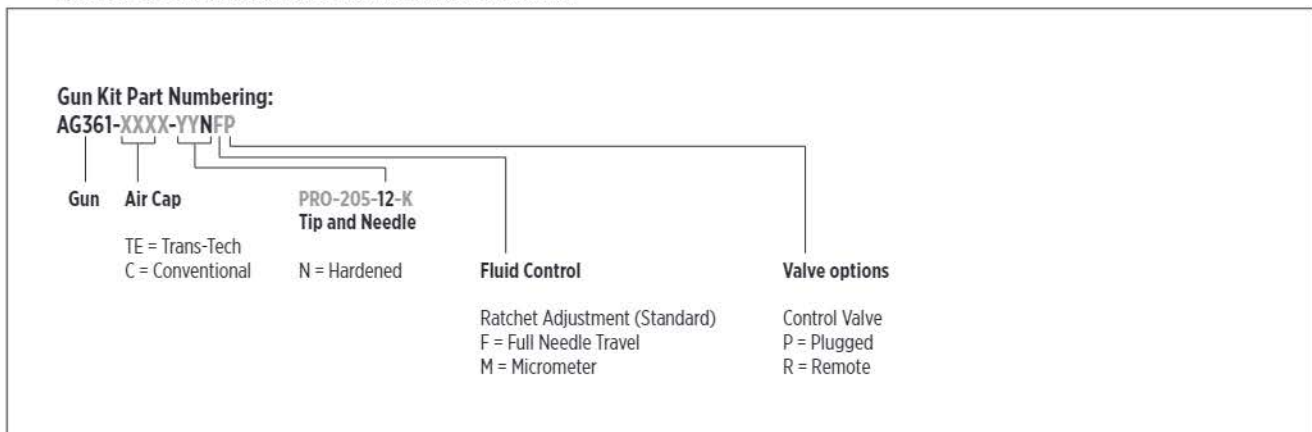 Gun Kit Part Numbering:
AG361-XXXX-YYNFP
Gun
Air Cap
TE = Trans-Tech
C = Conventional
PRO-205-12-K
Tip and Needle
N = Hardened
Fluid Control
Ratchet Adjustment (Standard)
F = Full Needle Travel
M = Micrometer
Valve options
Control Valve
P = Plugged
R = Remote